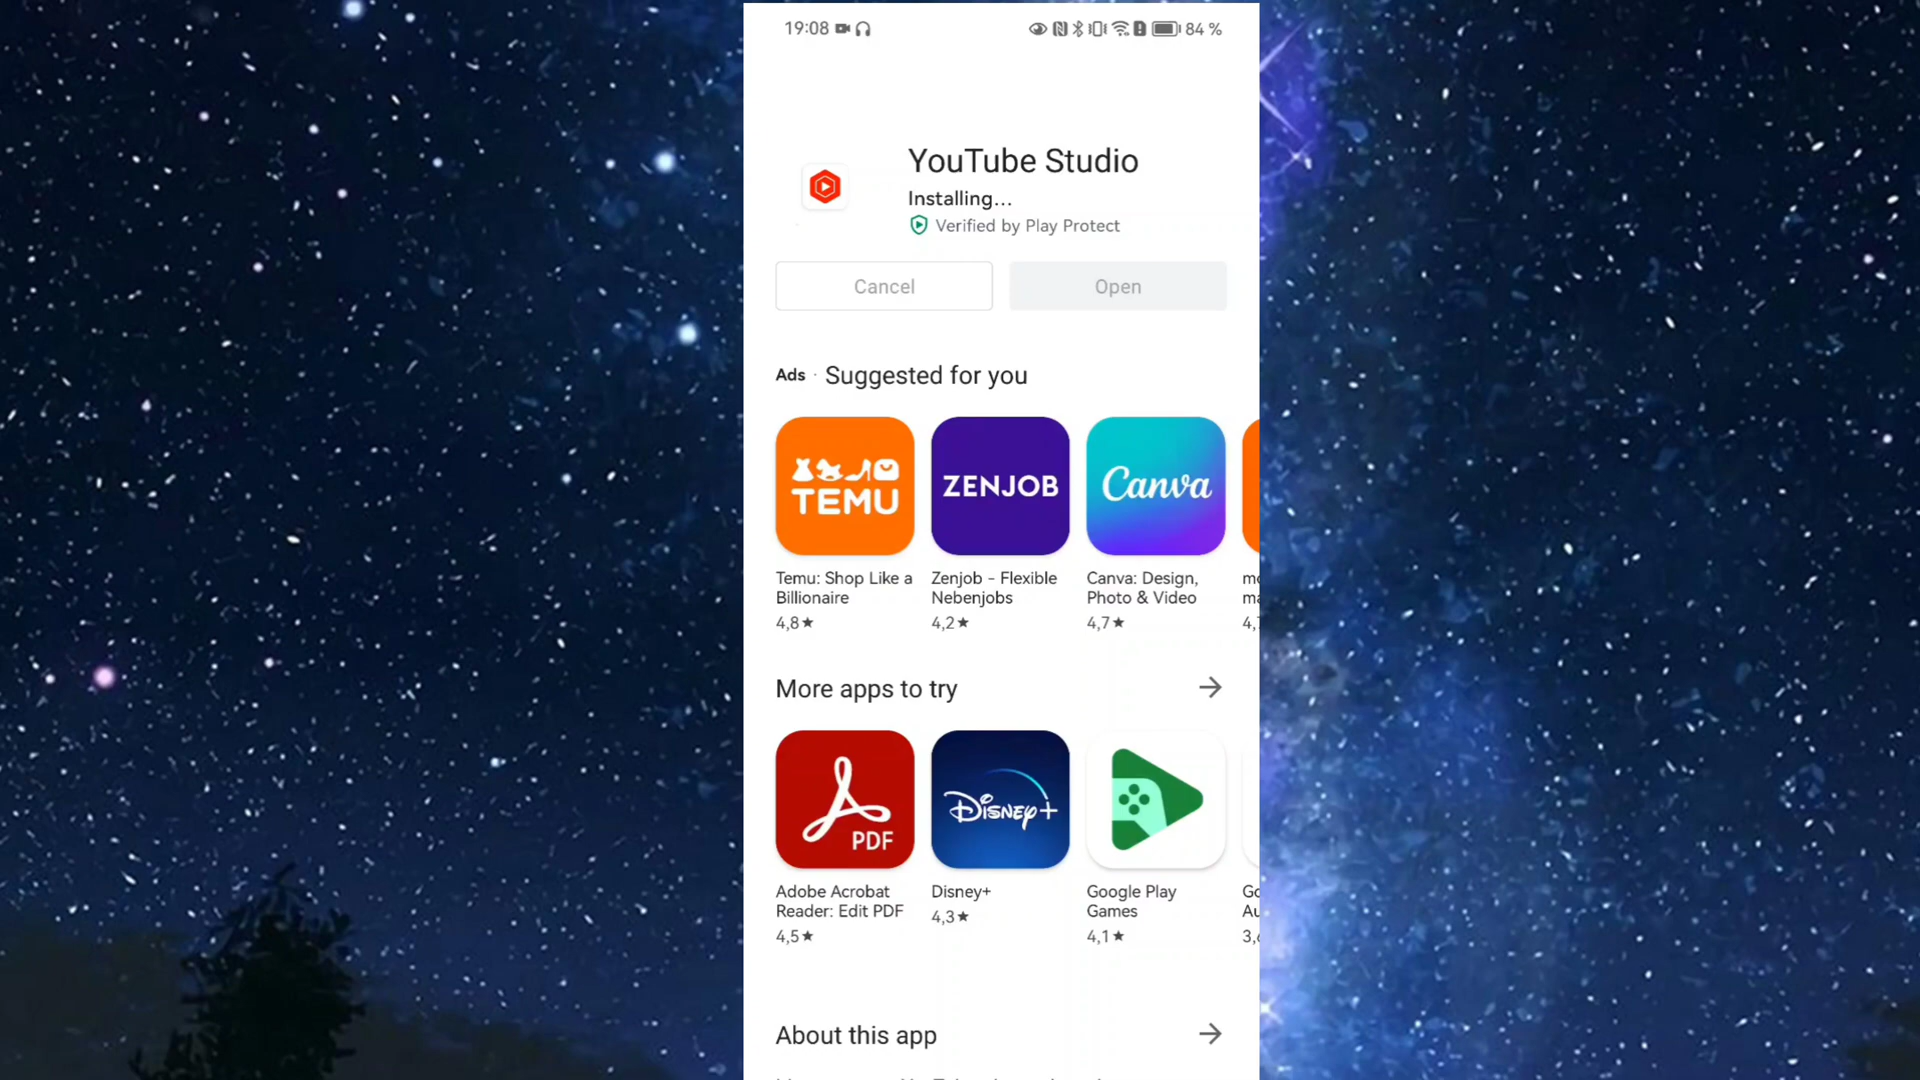 19:08
84 %
YouTube Studio
Installing...
Verified by Play Protect
Cancel
Open
Ads · Suggested for you
TEMU
ZENJOB
Canva
Temu: Shop Like a
Billionaire
4,8★
Zenjob - Flexible
Nebenjobs
4,2★
Canva: Design,
Photo & Video
4,7★
More apps to try
PDF
Disney+
Adobe Acrobat
Reader: Edit PDF
4,5★
Disney+
4,3★
Google Play
Games
4,1★
About this app